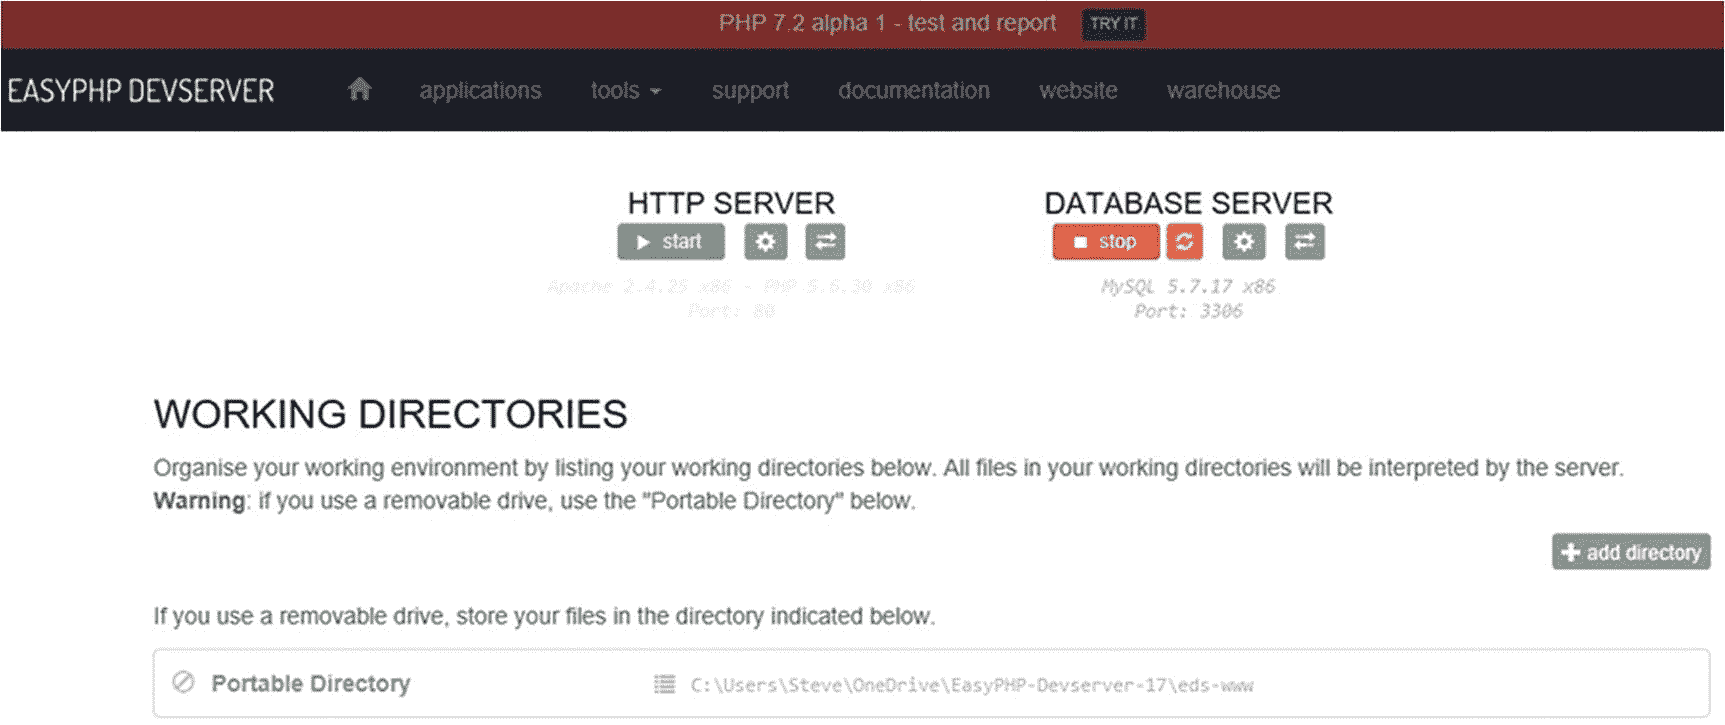 PHP 7.2 alpha 1 - test and report TRY IT
EASYPHP DEVSERVER applications tools support documentation website warehouse
HTTP SERVER DATABASE SERVER
start stop
Apache 2.4.25 x86 - PHP 5.6.30 x86 MySQL 5.7.17 x86
Port: 80 Port: 3306
WORKING DIRECTORIES
Organise your working environment by listing your working directories below. All files in your working directories will be interpreted by the server.
Warning: if you use a removable drive, use the "Portable Directory" below.
add directory
If you use a removable drive, store your files in the directory indicated below.
Portable Directory C:\Users\Steve\OneDrive\EasyPHP-Devserver-17\eds-www